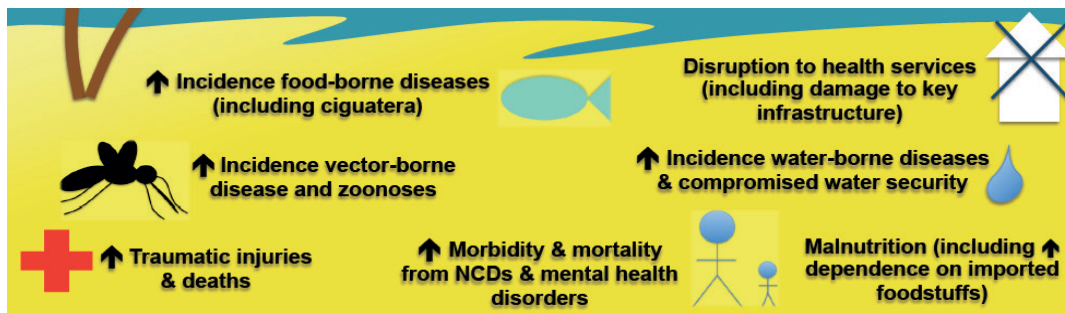 ↑ Incidence food-borne diseases
(including ciguatera)
Disruption to health services
(including damage to key
infrastructure)
↑ Incidence vector-borne
disease and zoonoses
↑ Incidence water-borne diseases
& compromised water security
↑ Traumatic injuries
& deaths
↑ Morbidity & mortality
from NCDs & mental health
disorders
Malnutrition (including ↑
dependence on imported
foodstuffs)